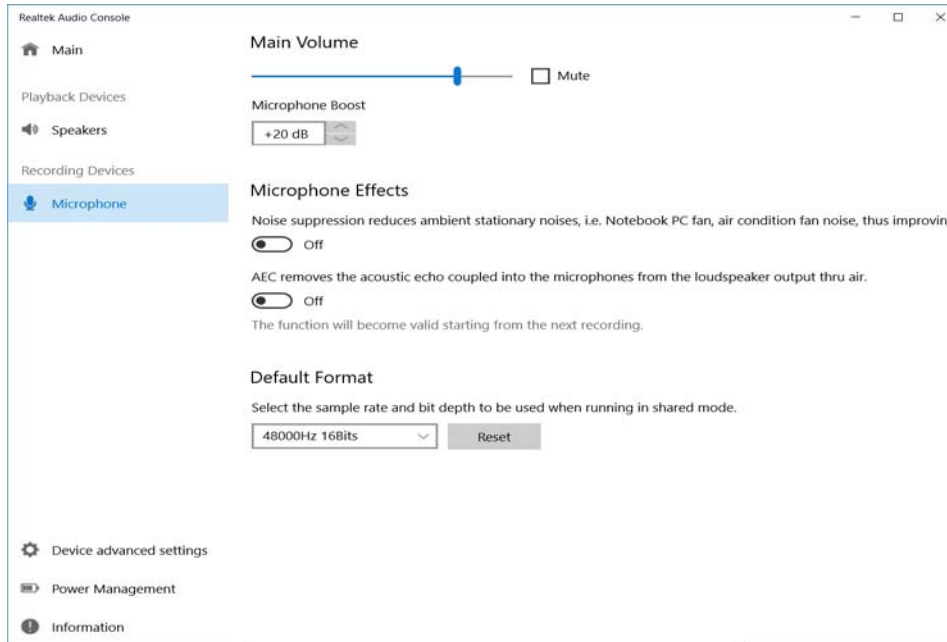 Realtek Audio Console
Main
Playback Devices
Speakers
Recording Devices
Microphone
Device advanced settings
Power Management
Information
Main Volume
Mute
Microphone Boost
+20 dB
Microphone Effects
Noise suppression reduces ambient stationary noises, i.e. Notebook PC fan, air condition fan noise, thus improvin
Off
AEC removes the acoustic echo coupled into the microphones from the loudspeaker output thru air.
Off
The function will become valid starting from the next recording.
Default Format
Select the sample rate and bit depth to be used when running in shared mode.
48000Hz 16Bits
Reset